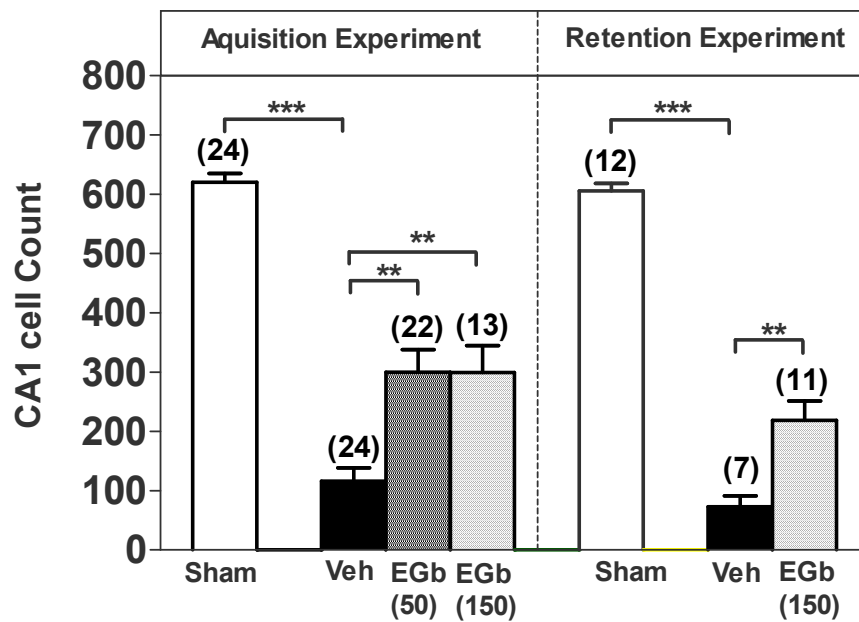 Aquisition Experiment
Retention Experiment
CA1 cell Count
800
700
600
500
400
300
200
100
0
***
(24)
**
**
(22)
(13)
(24)
***
(12)
**
(11)
(7)
Sham
Veh
EGb
(50)
EGb
(150)
Sham
Veh
EGb
(150)